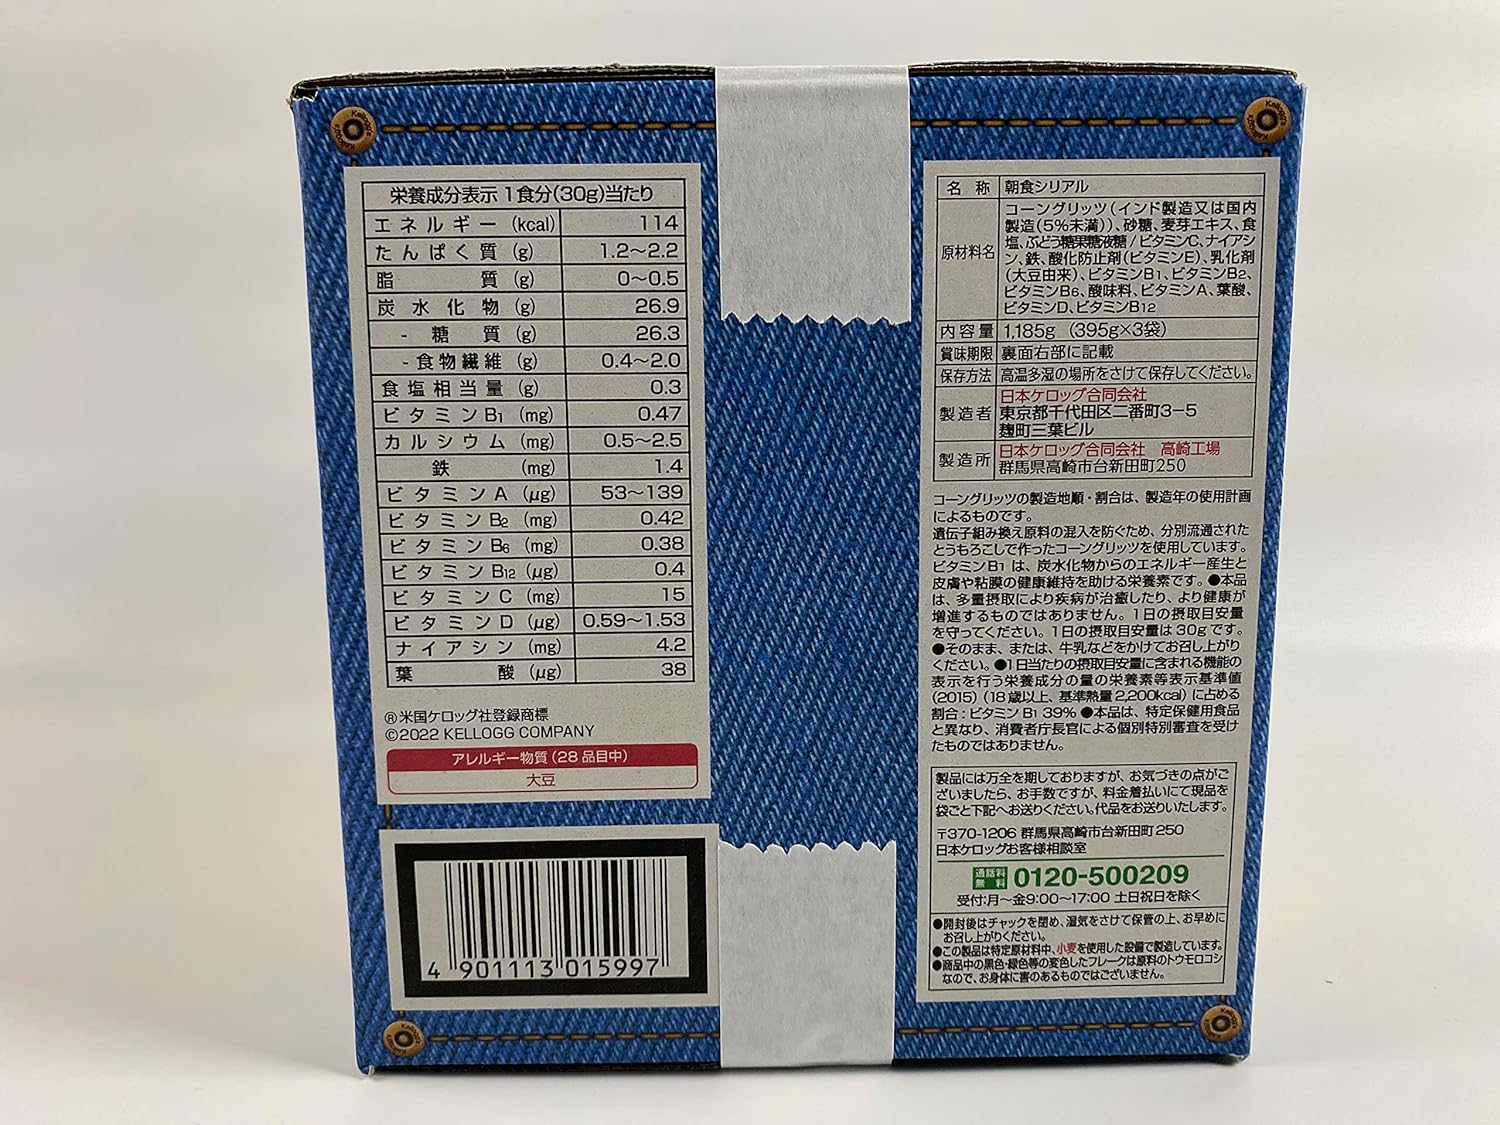 Kellogg's
Kellogg's
栄養成分表示 1食分(30g)当たり
エネルギー (kcal) 114
たんぱく質 (g) 1.2〜2.2
脂質 (g) 0〜0.5
炭水化物 (g) 26.9
- 糖質 (g) 26.3
- 食物繊維 (g) 0.4〜2.0
食塩相当量 (g) 0.3
ビタミンB1 (mg) 0.47
カルシウム (mg) 0.5〜2.5
鉄 (mg) 1.4
ビタミンA (μg) 53〜139
ビタミンB2 (mg) 0.42
ビタミンB6 (mg) 0.38
ビタミンB12 (μg) 0.4
ビタミンC (mg) 15
ビタミンD (μg) 0.59〜1.53
ナイアシン (mg) 4.2
葉酸 (μg) 38
®米国ケロッグ社登録商標
©2022 KELLOGG COMPANY
アレルギー物質(28品目中)
大豆
4 901113 015997
名称 朝食シリアル
原材料名 コーングリッツ(インド製造又は国内
製造(5%未満))、砂糖、麦芽エキス、食
塩、ぶどう糖果糖液糖/ビタミンC、ナイアシ
ン、鉄、酸化防止剤(ビタミンE)、乳化剤
(大豆由来)、ビタミンB1、ビタミンB2、
ビタミンB6、酸味料、ビタミンA、葉酸、
ビタミンD、ビタミンB12
内容量 1,185g (395g×3袋)
賞味期限 裏面右部に記載
保存方法 高温多湿の場所をさけて保存してください。
製造者 日本ケロッグ合同会社
東京都千代田区二番町3−5
麹町三葉ビル
製造所 日本ケロッグ合同会社 高崎工場
群馬県高崎市台新田町250
コーングリッツの製造地順・割合は、製造年の使用計画
によるものです。
遺伝子組み換え原料の混入を防ぐため、分別流通された
とうもろこしで作ったコーングリッツを使用しています。
ビタミンB1 は、炭水化物からのエネルギー産生と
皮膚や粘膜の健康維持を助ける栄養素です。●本品
は、多量摂取により疾病が治癒したり、より健康が
増進するものではありません。1日の摂取目安量
を守ってください。1日の摂取目安量は 30g です。
●そのまま、または、牛乳などをかけてお召し上がり
ください。●1日当たりの摂取目安量に含まれる機能の
表示を行う栄養成分の量の栄養素等表示基準値
(2015)(18歳以上、基準熱量2,200kcal)に占める
割合:ビタミンB1 39% ●本品は、特定保健用食品
と異なり、消費者庁長官による個別特別審査を受け
たものではありません。
製品には万全を期しておりますが、お気づきの点がご
ざいましたら、お手数ですが、料金着払いにて現品を
袋ごと下記へお送りください。代品をお送りいたします。
〒370-1206 群馬県高崎市台新田町250
日本ケロッグお客様相談室
通話料無料 0120-500209
受付:月〜金9:00〜17:00 土日祝日を除く
●開封後はチャックを閉め、湿気をさけて保管の上、お早めに
お召し上がりください。
●この製品は特定原材料中、小麦を使用した設備で製造しています。
●商品中の黒色・緑色等の変色したフレークは原料のトウモロコシ
なので、お身体に害のあるものではございません。
Kellogg's
Kellogg's